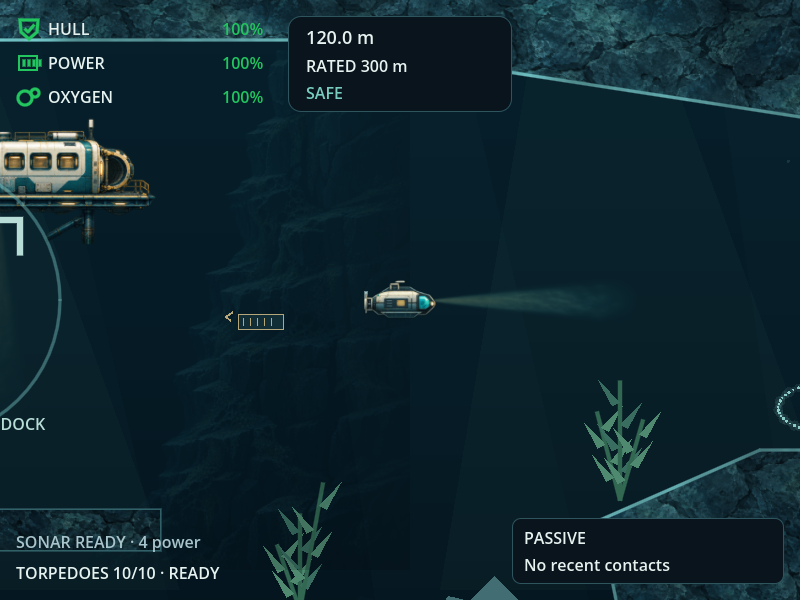 HULL 100%
POWER 100%
OXYGEN 100%
120.0 m
RATED 300 m
SAFE
DOCK
SONAR READY · 4 power
TORPEDOES 10/10 · READY
PASSIVE
No recent contacts